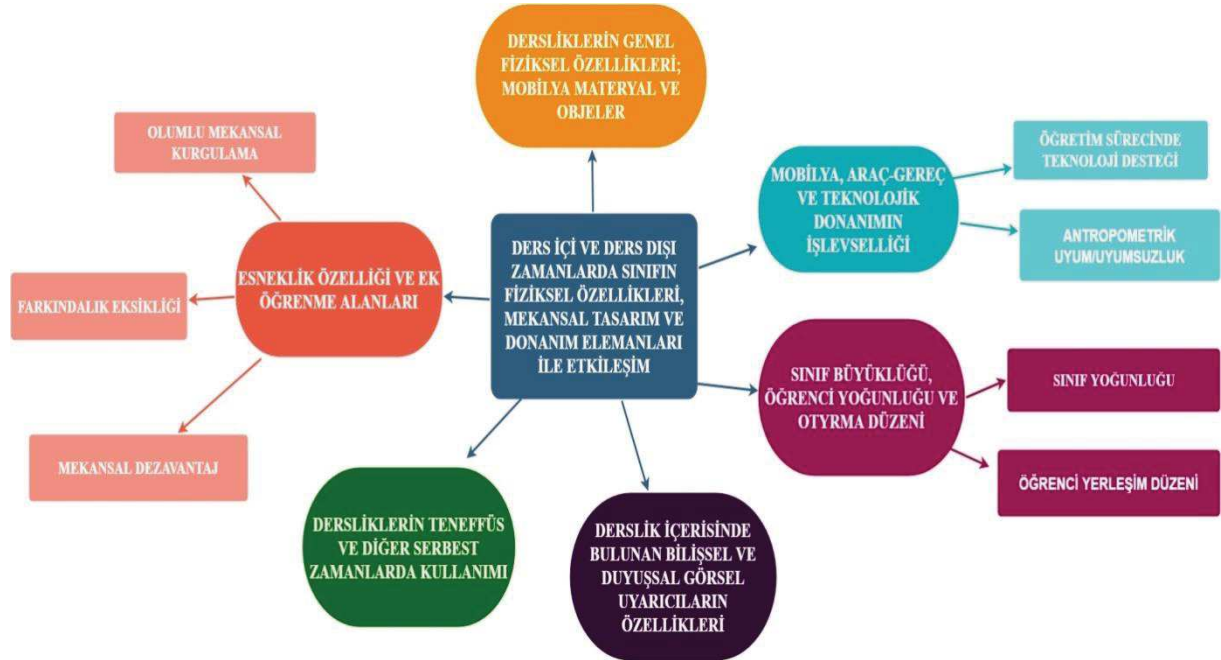 DERSLİKLERİN GENEL
FİZİKSEL ÖZELLİKLERİ;
MOBİLYA MATERYAL VE
OBJELER
OLUMLU MEKANSAL
KURGULAMA
ÖĞRETİM SÜRECİNDE
TEKNOLOJİ DESTEĞİ
MOBİLYA, ARAÇ-GEREÇ
VE TEKNOLOJİK
DONANIMIN
İŞLEVSELLİĞİ
ANTROPOMETRİK
UYUM/UYUMSUZLUK
DERS İÇİ VE DERS DIŞI
ZAMANLARDA SINIFIN
FİZİKSEL ÖZELLİKLERİ,
MEKANSAL TASARIM VE
DONANIM ELEMANLARI
İLE ETKİLEŞİM
ESNEKLİK ÖZELLİĞİ VE EK
ÖĞRENME ALANLARI
FARKINDALIK EKSİKLİĞİ
MEKANSAL DEZAVANTAJ
SINIF BÜYÜKLÜĞÜ,
ÖĞRENCİ YOĞUNLUĞU VE
OTYRMA DÜZENİ
SINIF YOĞUNLUĞU
ÖĞRENCİ YERLEŞİM DÜZENİ
DERSLİKLERİN TENEFFÜS
VE DİĞER SERBEST
ZAMANLARDA KULLANIMI
DERSLİK İÇERİSİNDE
BULUNAN BİLİŞSEL VE
DUYUŞSAL GÖRSEL
UYARICILARIN
ÖZELLİKLERİ